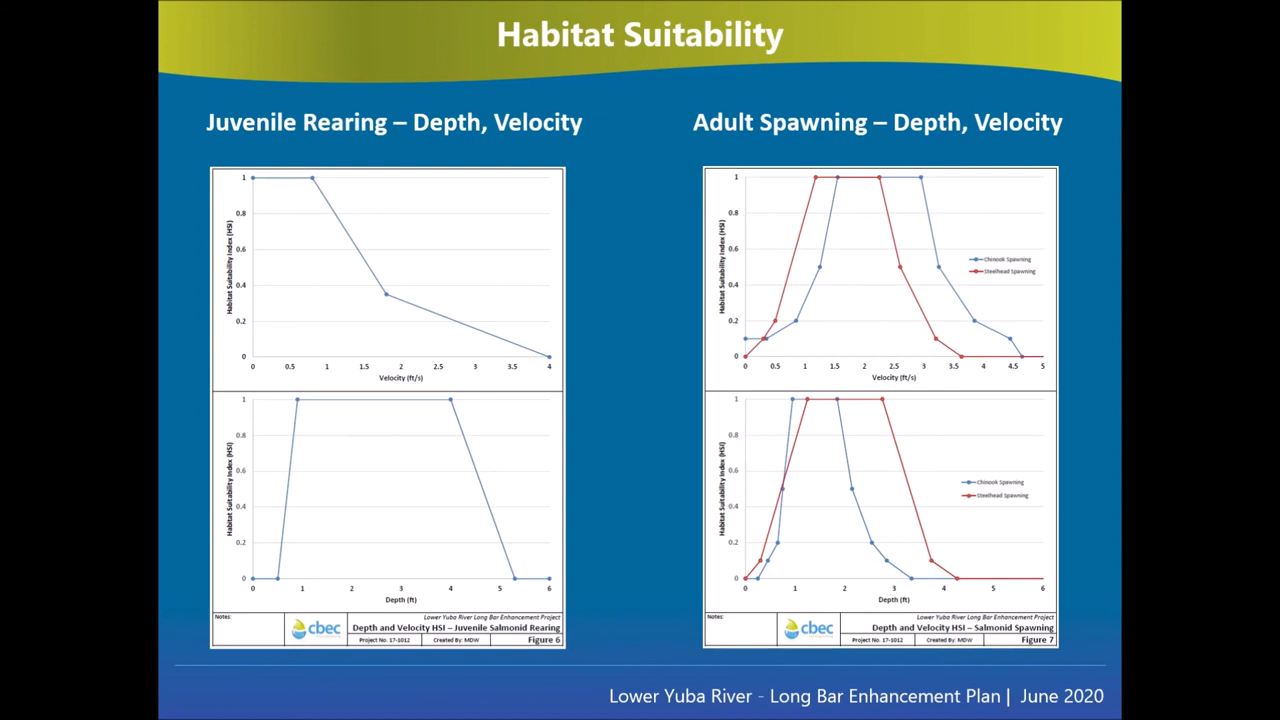 Habitat Suitability
Juvenile Rearing – Depth, Velocity
Habitat Suitability Index (HSI)
1
0.8
0.6
0.4
0.2
0
0 0.5 1 1.5 2 2.5 3 3.5 4
Velocity (ft/s)
Habitat Suitability Index (HSI)
1
0.8
0.6
0.4
0.2
0
0 1 2 3 4 5 6
Depth (ft)
Notes:
cbec
Lower Yuba River Long Bar Enhancement Project
Depth and Velocity HSI – Juvenile Salmonid Rearing
Project No. 17-1012 Created By: MDW Figure 6
Adult Spawning – Depth, Velocity
Habitat Suitability Index (HSI)
1
0.8
0.6
0.4
0.2
0
0 0.5 1 1.5 2 2.5 3 3.5 4 4.5 5
Velocity (ft/s)
Chinook Spawning
Steelhead Spawning
Habitat Suitability Index (HSI)
1
0.8
0.6
0.4
0.2
0
0 1 2 3 4 5 6
Depth (ft)
Chinook Spawning
Steelhead Spawning
Notes:
cbec
Lower Yuba River Long Bar Enhancement Project
Depth and Velocity HSI – Salmonid Spawning
Project No. 17-1012 Created By: MDW Figure 7
Lower Yuba River - Long Bar Enhancement Plan | June 2020